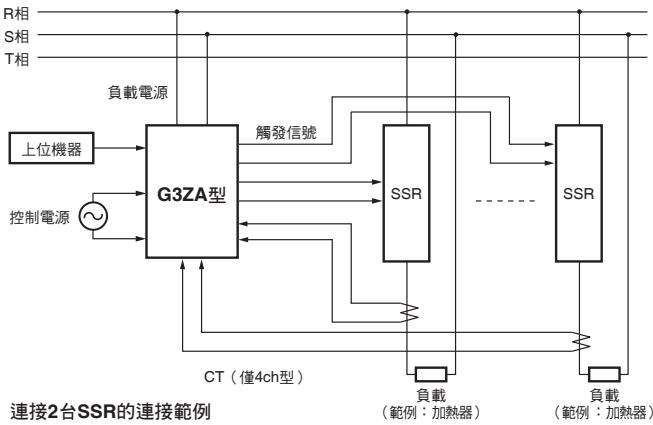 R相
S相
T相
負載電源
觸發信號
上位機器
G3ZA型
SSR
SSR
控制電源
CT（僅4ch型）
負載
（範例：加熱器）
負載
（範例：加熱器）
連接2台SSR的連接範例